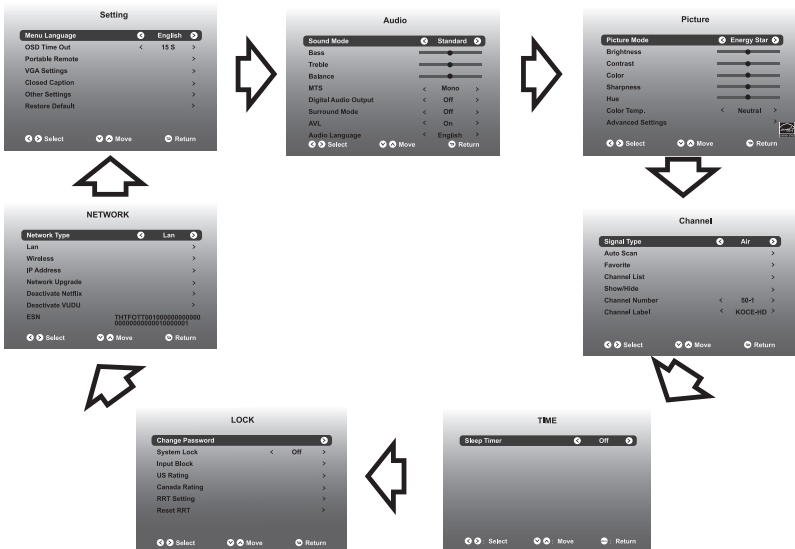 Setting
Menu Language English
OSD Time Out < 15 S >
Portable Remote >
VGA Settings >
Closed Caption >
Other Settings >
Restore Default >
Select Move Return
Audio
Sound Mode Standard
Bass
Treble
Balance
MTS < Mono >
Digital Audio Output < Off >
Surround Mode < Off >
AVL < On >
Audio Language < English >
Select Move Return
Picture
Picture Mode Energy Star
Brightness
Contrast
Color
Sharpness
Hue
Color Temp. < Neutral >
Advanced Settings >
Select Move Return
Channel
Signal Type Air
Auto Scan >
Favorite >
Channel List >
Show/Hide >
Channel Number < 50-1 >
Channel Label < KOCE-HD >
Select Move Return
TIME
Sleep Timer Off
: Select : Move : Return
LOCK
Change Password
System Lock < Off >
Input Block >
US Rating >
Canada Rating >
RRT Setting >
Reset RRT >
Select Move Return
NETWORK
Network Type Lan
Lan >
Wireless >
IP Address >
Network Upgrade >
Deactivate Netflix >
Deactivate VUDU >
ESN
Select Move Return